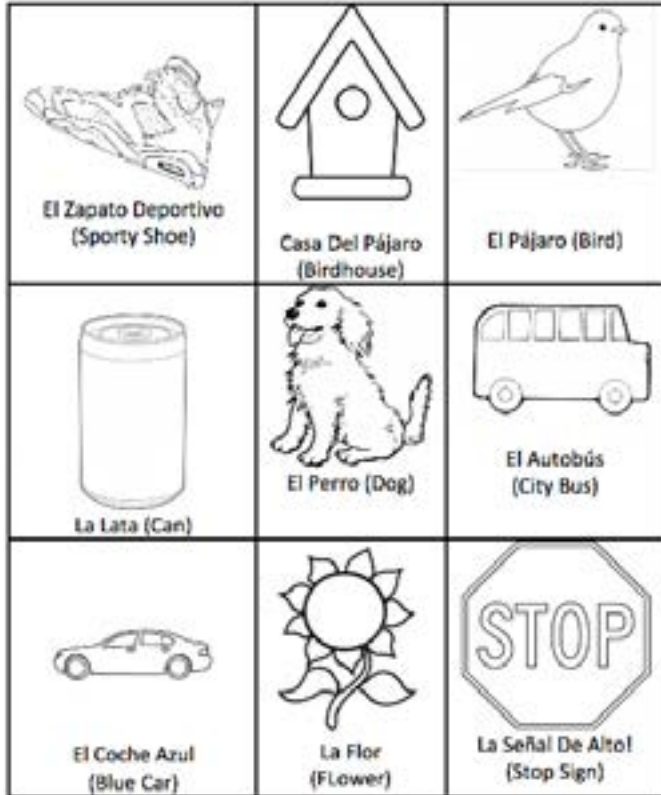 El Zapato Deportivo
(Sporty Shoe)
Casa Del Pájaro
(Birdhouse)
El Pájaro (Bird)
La Lata (Can)
El Perro (Dog)
El Autobús
(City Bus)
El Coche Azul
(Blue Car)
La Flor
(FLower)
STOP
La Señal De Alto!
(Stop Sign)